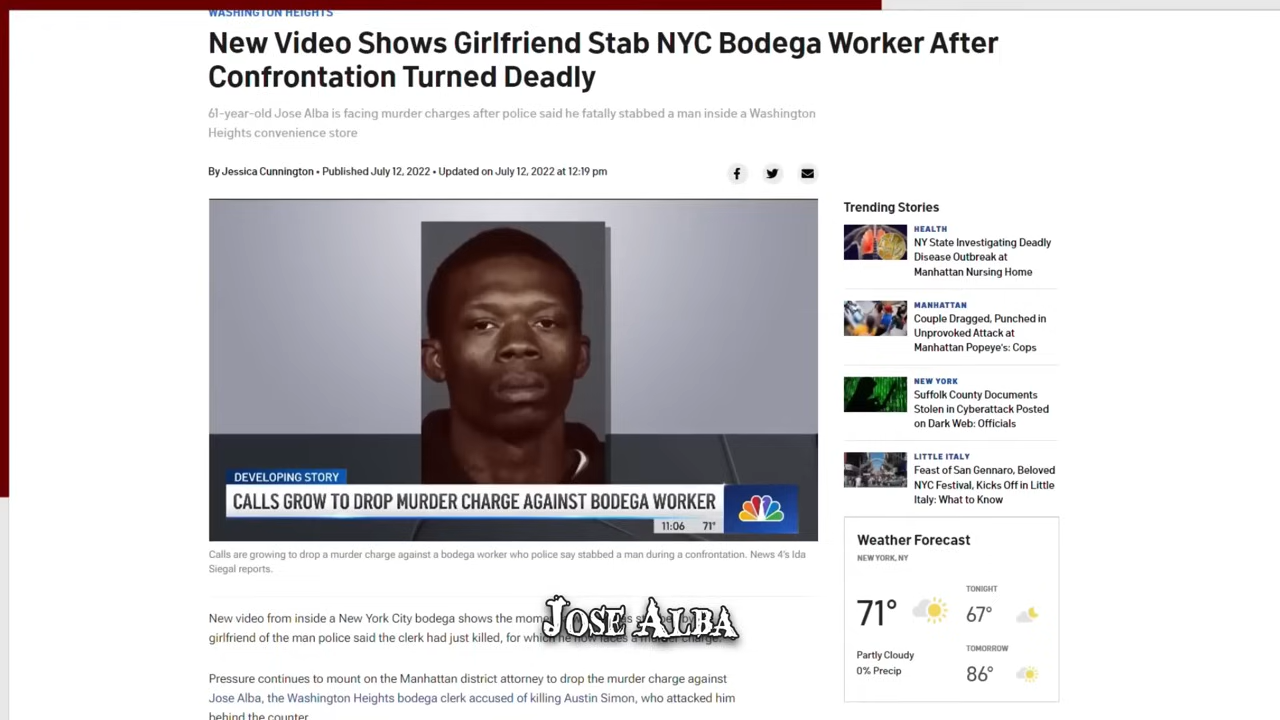 WASHINGTON HEIGHTS
New Video Shows Girlfriend Stab NYC Bodega Worker After
Confrontation Turned Deadly
61-year-old Jose Alba is facing murder charges after police said he fatally stabbed a man inside a Washington
Heights convenience store
By Jessica Cunnington • Published July 12, 2022 • Updated on July 12, 2022 at 12:19 pm
DEVELOPING STORY
CALLS GROW TO DROP MURDER CHARGE AGAINST BODEGA WORKER
11:06 71°
Calls are growing to drop a murder charge against a bodega worker who police say stabbed a man during a confrontation. News 4's Ida
Siegal reports.
New video from inside a New York City bodega shows the
girlfriend of the man police said the clerk had just killed, for which he now faces a murder charge.
JOSE ALBA
Pressure continues to mount on the Manhattan district attorney to drop the murder charge against
Jose Alba, the Washington Heights bodega clerk accused of killing Austin Simon, who attacked him
behind the counter.
Trending Stories
HEALTH
NY State Investigating Deadly
Disease Outbreak at
Manhattan Nursing Home
MANHATTAN
Couple Dragged, Punched in
Unprovoked Attack at
Manhattan Popeye's: Cops
NEW YORK
Suffolk County Documents
Stolen in Cyberattack Posted
on Dark Web: Officials
LITTLE ITALY
Feast of San Gennaro, Beloved
NYC Festival, Kicks Off in Little
Italy: What to Know
Weather Forecast
NEW YORK, NY
71°
Partly Cloudy
0% Precip
TONIGHT
67°
TOMORROW
86°